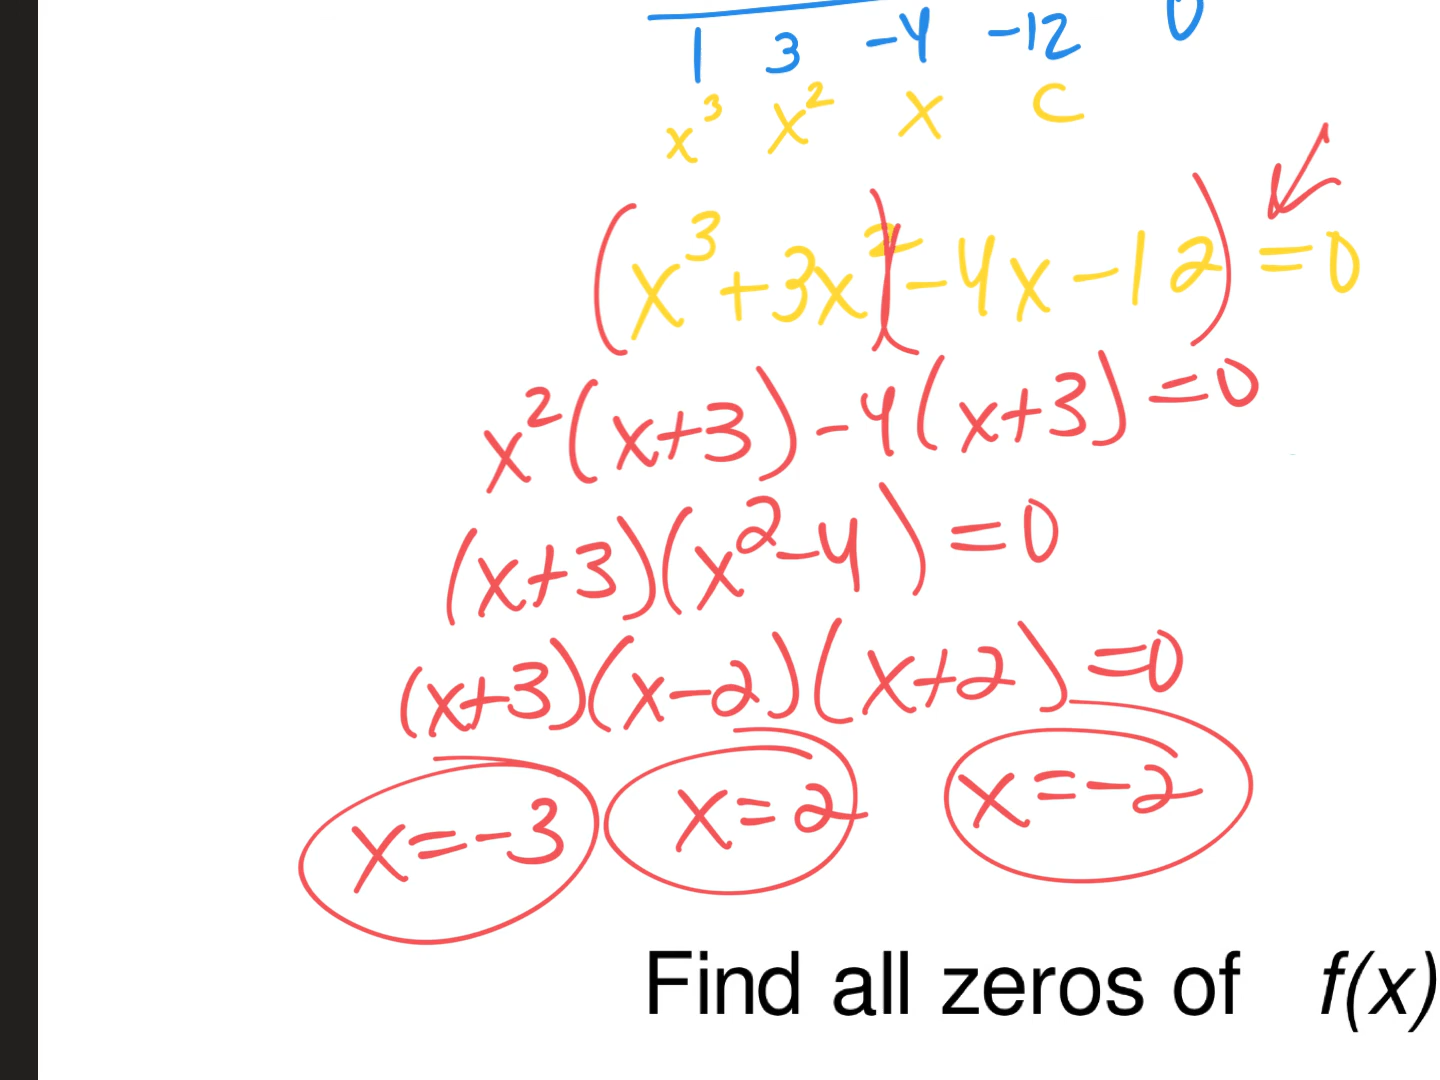 1 3 -4 -12 0
x³ x² x C
(x³+3x²)(-4x-12)=0
x²(x+3)-4(x+3)=0
(x+3)(x²-4)=0
(x+3)(x-2)(x+2)=0
x=-3 x=2 x=-2
Find all zeros of f(x)